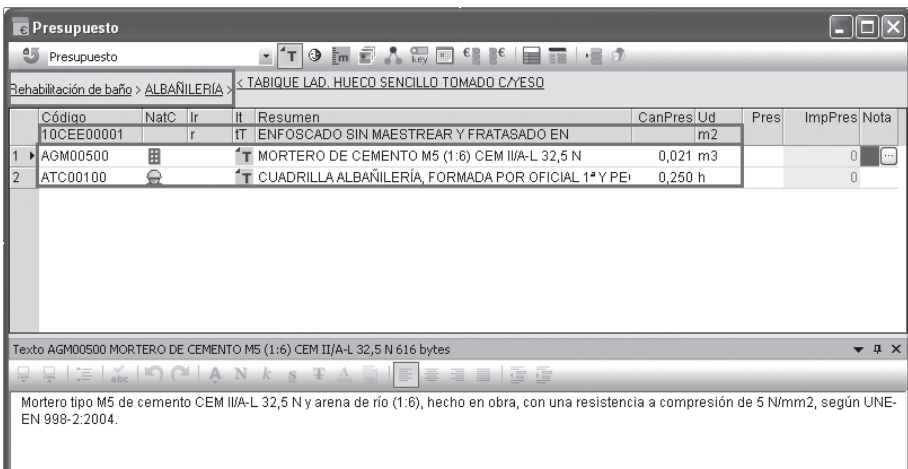 Presupuesto
Presupuesto
Rehabilitación de baño > ALBAÑILERÍA > < TABIQUE LAD. HUECO SENCILLO TOMADO C/YESO
Código NatC Ir It Resumen CanPres Ud Pres ImpPres Nota
10CEE00001 r tT ENFOSCADO SIN MAESTREAR Y FRATASADO EN m2
1 AGM00500 T MORTERO DE CEMENTO M5 (1:6) CEM II/A-L 32,5 N 0,021 m3 0
2 ATC00100 T CUADRILLA ALBAÑILERÍA, FORMADA POR OFICIAL 1ª Y PE 0,250 h 0
Texto AGM00500 MORTERO DE CEMENTO M5 (1:6) CEM II/A-L 32,5 N 616 bytes
abc A N k s T A
Mortero tipo M5 de cemento CEM II/A-L 32,5 N y arena de río (1:6), hecho en obra, con una resistencia a compresión de 5 N/mm2, según UNE-
EN 998-2:2004.